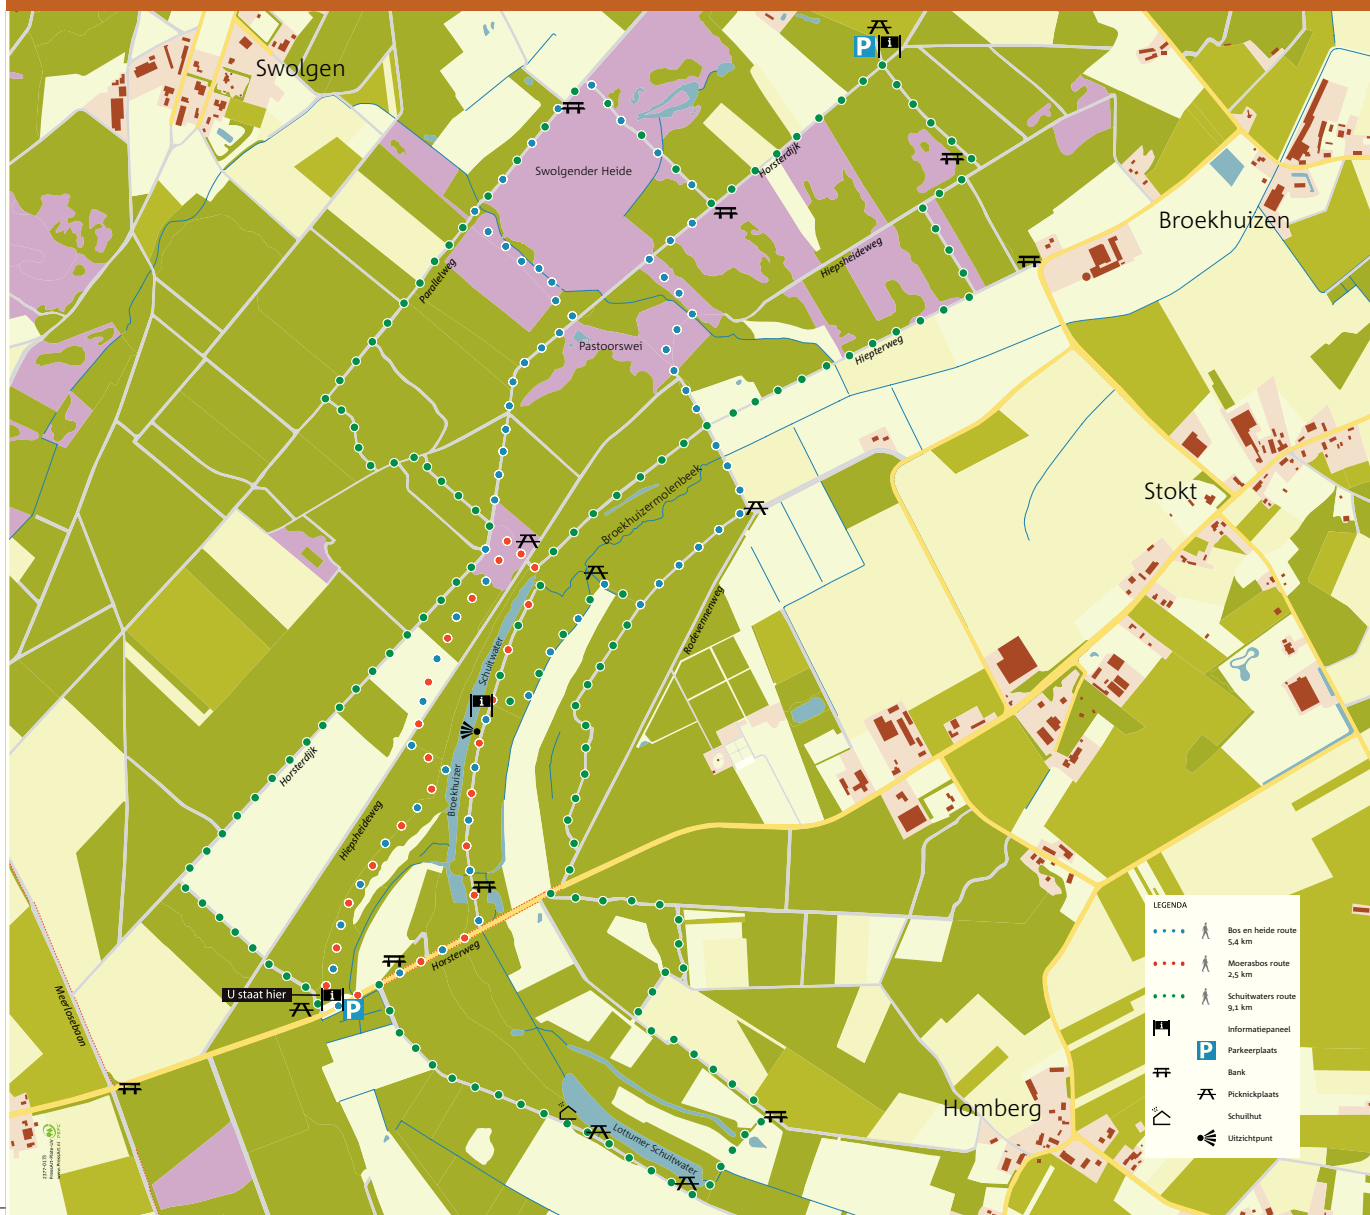 Swolgen
P
i
Swolgender Heide
Horsterdijk
Broekhuizen
Hiepsheideweg
Parallelweg
Pastoorswei
Hiepterweg
Broekhuizermolenbeek
Stokt
Rodevennenweg
Schuitwater
i
Horsterdijk
Broekhuizer
Hiepsheideweg
Horsterweg
U staat hier
i
P
Meerlosebaan
Homberg
Lottumer Schuitwater
LEGENDA
Bos en heide route
5,4 km
Moerasbos route
2,5 km
Schuitwaters route
9,1 km
i
Informatiepaneel
P
Parkeerplaats
Bank
Picknickplaats
Schuilhut
Uitzichtpunt